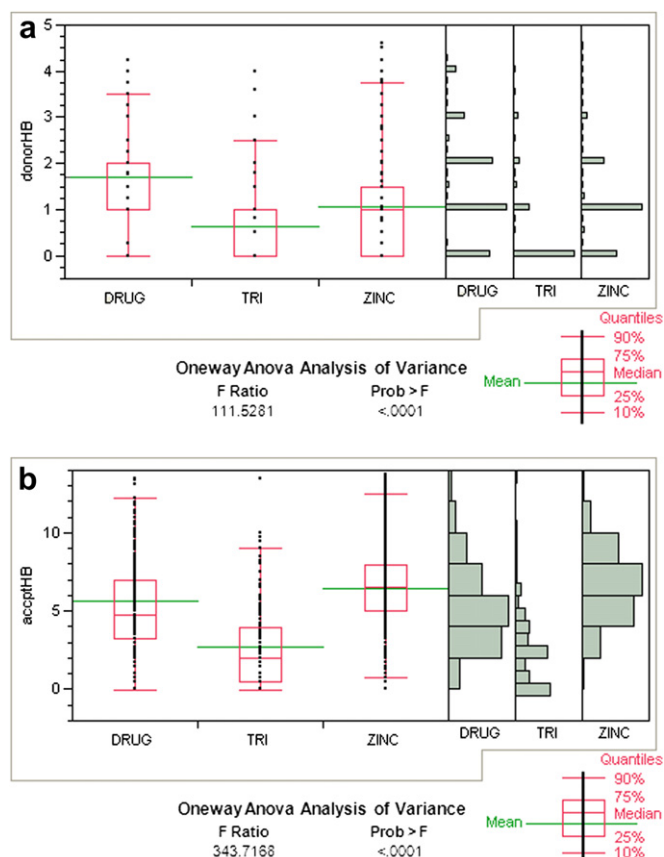 a
5
4
3
2
1
0
donorHB
DRUG TRI ZINC DRUG TRI ZINC
Oneway Anova Analysis of Variance
F Ratio Prob > F
111.5281 <.0001
Quantiles
90%
75%
Median
25%
10%
Mean
b
10
5
0
accptHB
DRUG TRI ZINC DRUG TRI ZINC
Oneway Anova Analysis of Variance
F Ratio Prob > F
343.7168 <.0001
Quantiles
90%
75%
Median
25%
10%
Mean